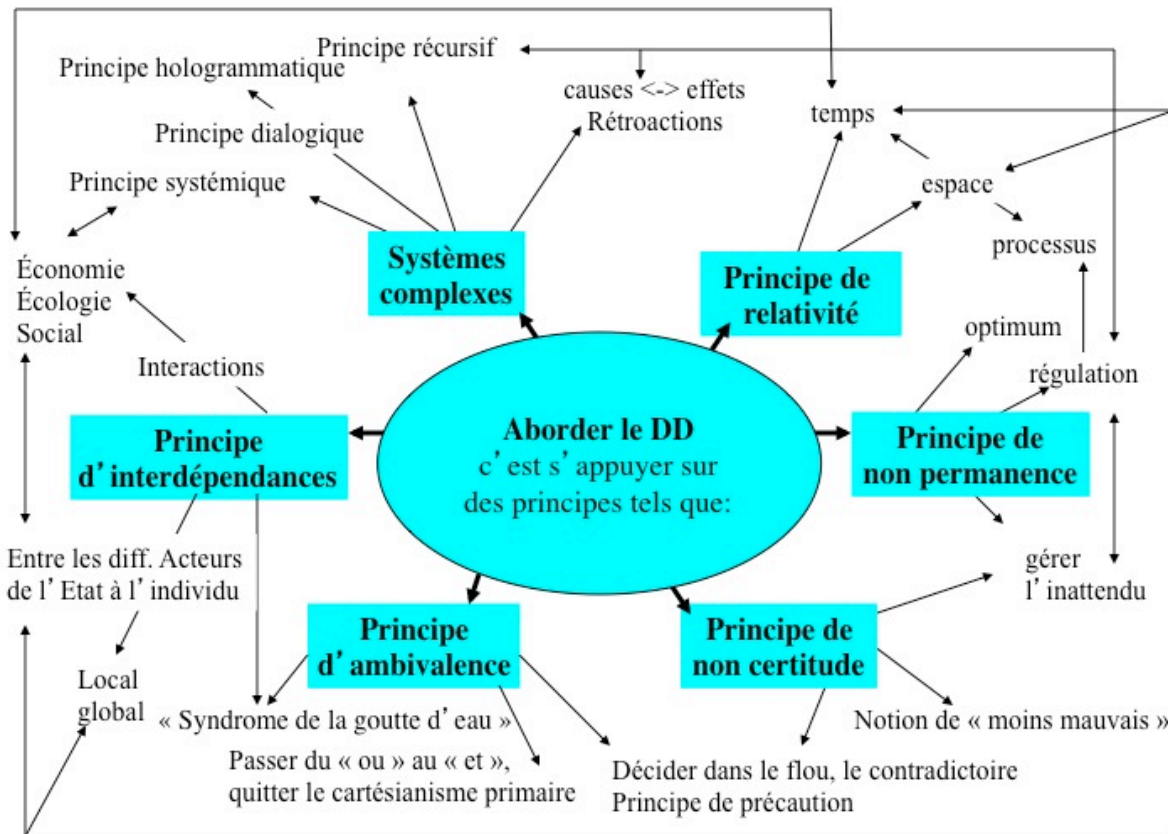 Principe récursif
Principe hologrammatique
causes <-> effets
Rétroactions
temps
Principe dialogique
Principe systémique
espace
processus
Systèmes
complexes
Principe de
relativité
Économie
Écologie
Social
optimum
régulation
Interactions
Principe
d’interdépendances
Aborder le DD
c’est s’appuyer sur
des principes tels que:
Principe de
non permanence
Entre les diff. Acteurs
de l’Etat à l’individu
gérer
l’inattendu
Principe
d’ambivalence
Principe de
non certitude
Local
global
« Syndrome de la goutte d’eau »
Notion de « moins mauvais »
Passer du « ou » au « et »,
quitter le cartésianisme primaire
Décider dans le flou, le contradictoire
Principe de précaution